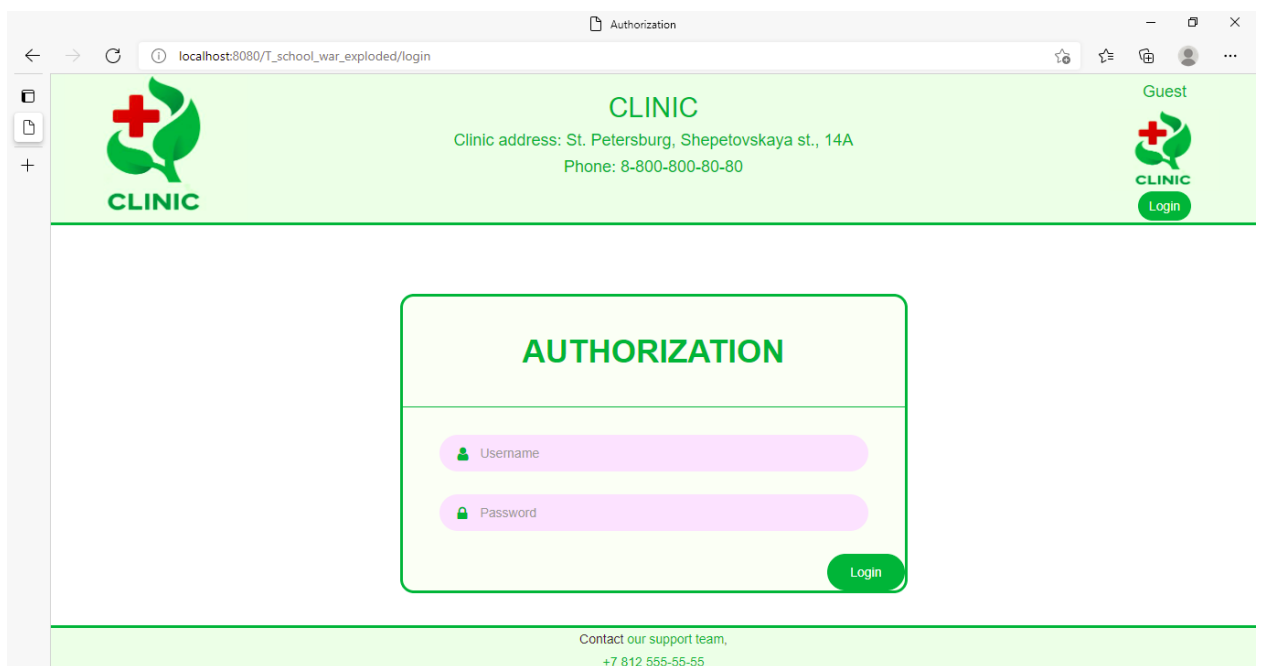 Authorization
localhost:8080/T_school_war_exploded/login
CLINIC
CLINIC
Clinic address: St. Petersburg, Shepetovskaya st., 14A
Phone: 8-800-800-80-80
Guest
CLINIC
Login
AUTHORIZATION
Username
Password
Login
Contact our support team,
+7 812 555-55-55